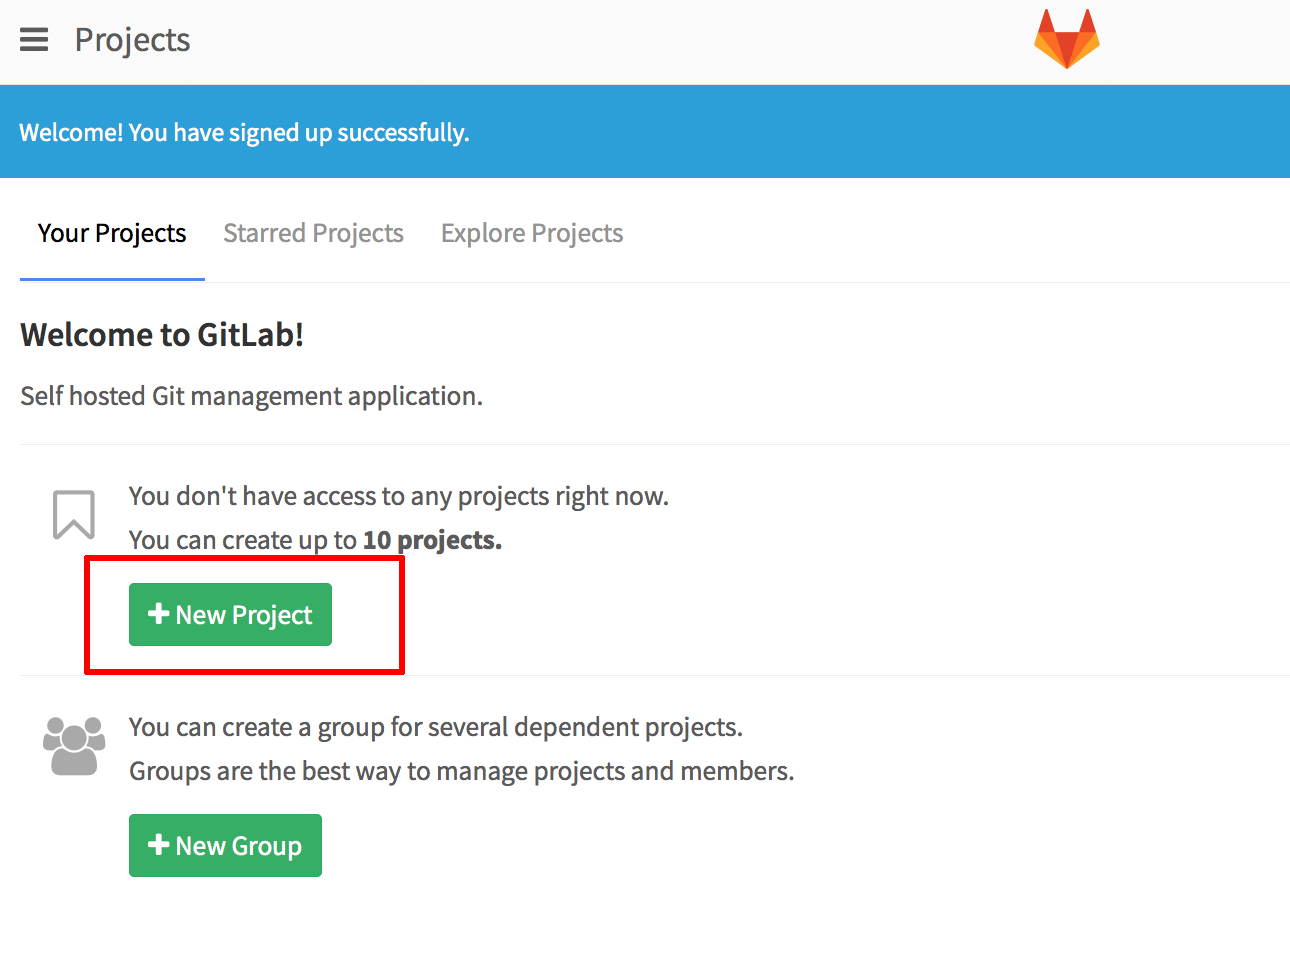 Projects
Welcome! You have signed up successfully.
Your Projects Starred Projects Explore Projects
Welcome to GitLab!
Self hosted Git management application.
You don't have access to any projects right now.
You can create up to 10 projects.
New Project
You can create a group for several dependent projects.
Groups are the best way to manage projects and members.
New Group